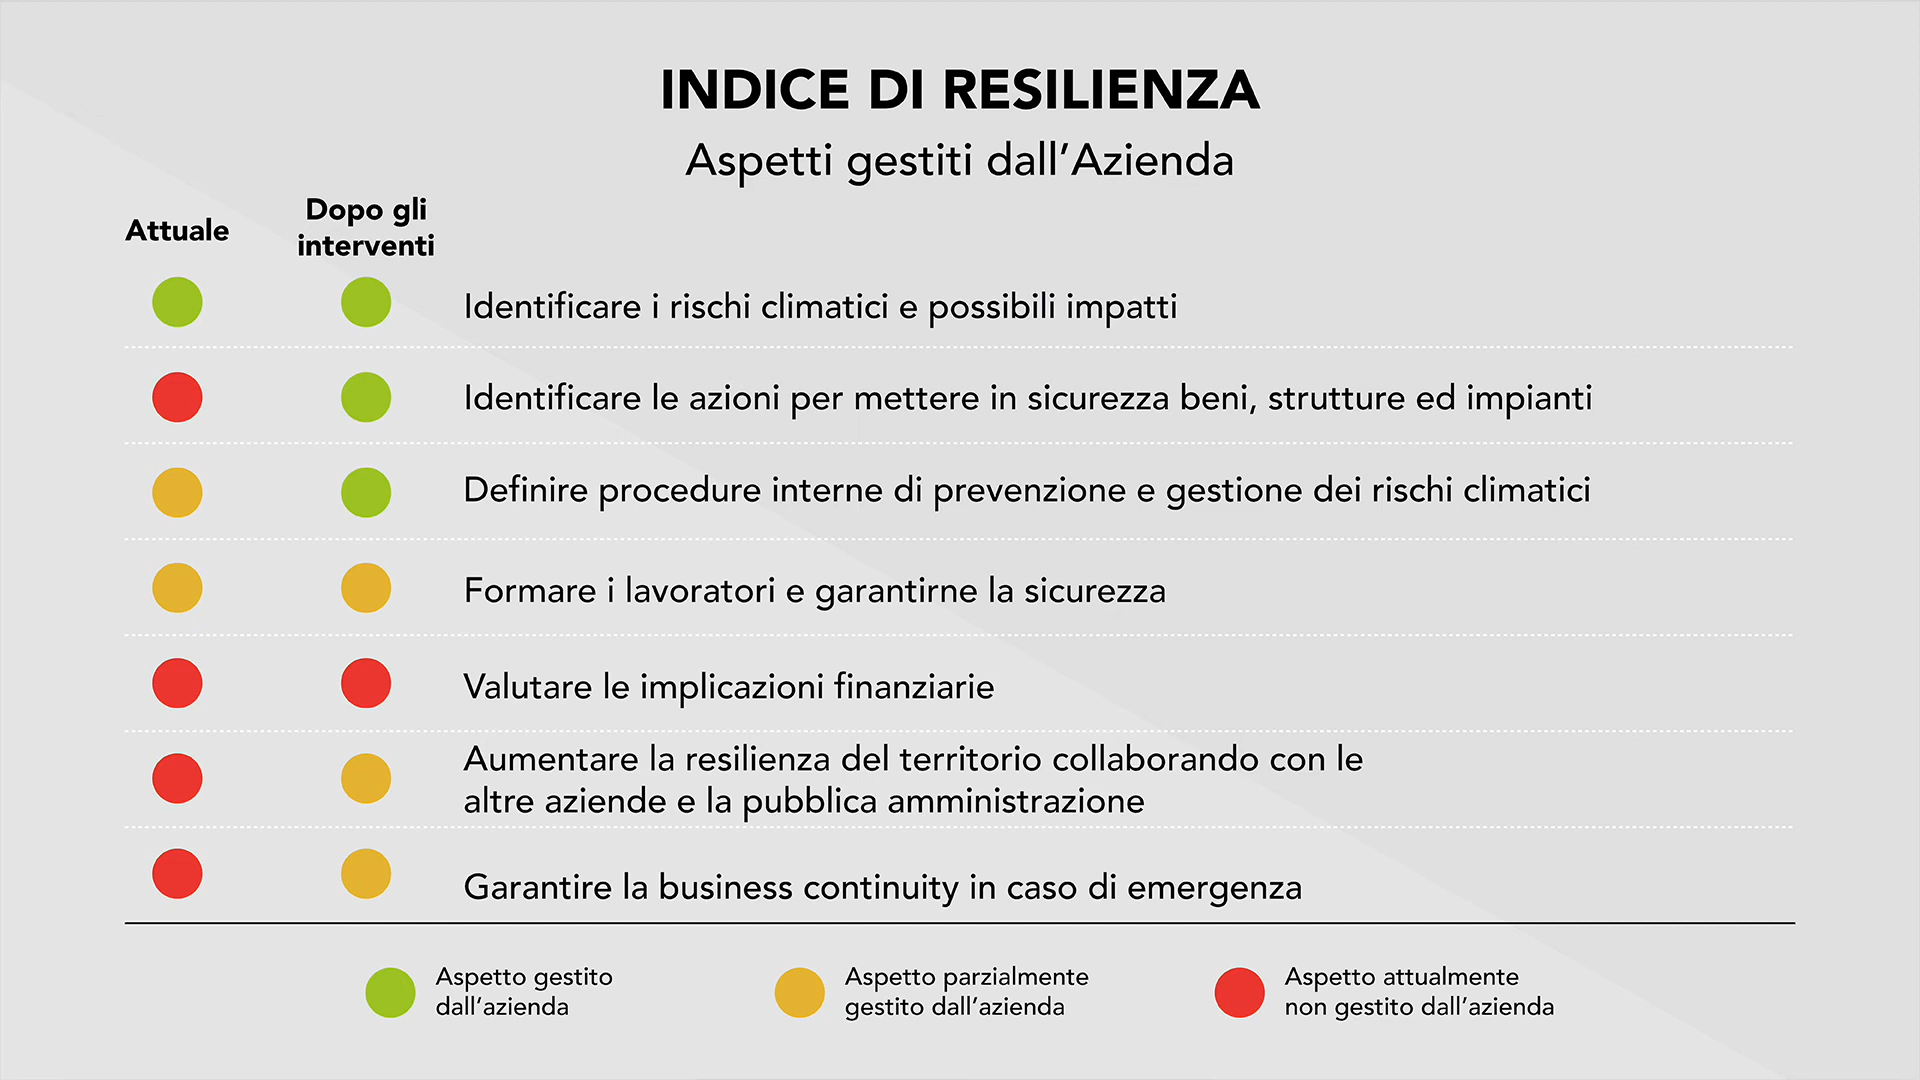 INDICE DI RESILIENZA
Aspetti gestiti dall’Azienda
Attuale
Dopo gli
interventi
Identificare i rischi climatici e possibili impatti
Identificare le azioni per mettere in sicurezza beni, strutture ed impianti
Definire procedure interne di prevenzione e gestione dei rischi climatici
Formare i lavoratori e garantirne la sicurezza
Valutare le implicazioni finanziarie
Aumentare la resilienza del territorio collaborando con le
altre aziende e la pubblica amministrazione
Garantire la business continuity in caso di emergenza
Aspetto gestito
dall’azienda
Aspetto parzialmente
gestito dall’azienda
Aspetto attualmente
non gestito dall’azienda